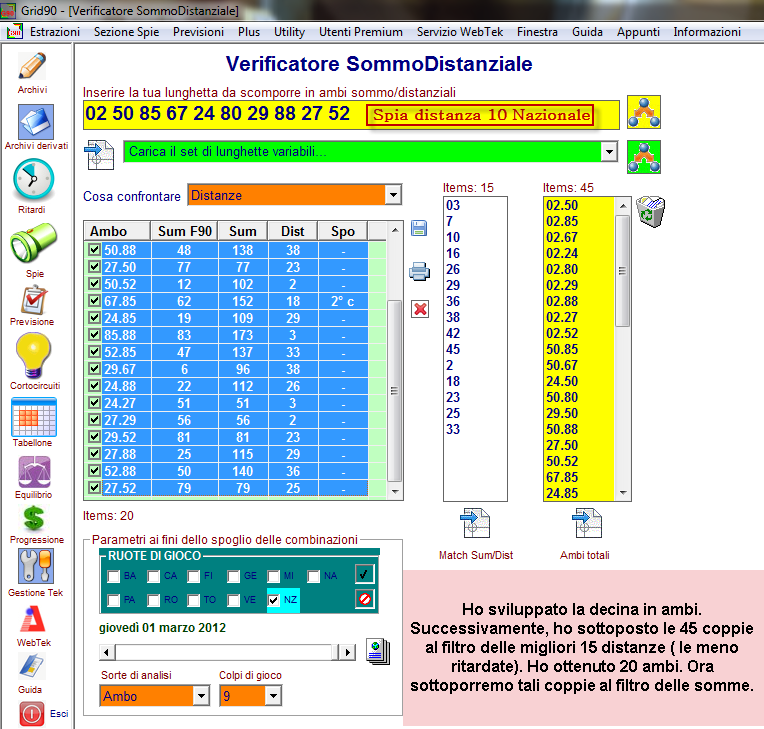 Grid90 - [Verificatore SommoDistanziale]
Estrazioni Sezione Spie Previsioni Plus Utility Utenti Premium Servizio WebTek Finestra Guida Appunti Informazioni
Archivi
Archivi derivati
Ritardi
Spie
Previsione
Cortocircuiti
Tabellone
Equilibrio
Progressione
Gestione Tek
WebTek
Guida
Esci
Verificatore SommoDistanziale
Inserire la tua lunghetta da scomporre in ambi sommo/distanziali
02 50 85 67 24 80 29 88 27 52 Spia distanza 10 Nazionale
Carica il set di lunghette variabili...
Cosa confrontare Distanze
Ambo Sum F90 Sum Dist Spo
50.88 48 138 38 -
27.50 77 77 23 -
50.52 12 102 2 -
67.85 62 152 18 2° c
24.85 19 109 29 -
85.88 83 173 3 -
52.85 47 137 33 -
29.67 6 96 38 -
24.88 22 112 26 -
24.27 51 51 3 -
27.29 56 56 2 -
29.52 81 81 23 -
27.88 25 115 29 -
52.88 50 140 36 -
27.52 79 79 25 -
Items: 20
Items: 15
03
7
10
16
26
29
36
38
42
45
2
18
23
25
33
Match Sum/Dist
Items: 45
02.50
02.85
02.67
02.24
02.80
02.29
02.88
02.27
02.52
50.85
50.67
24.50
50.80
29.50
50.88
27.50
50.52
67.85
24.85
Ambi totali
Parametri ai fini dello spoglio delle combinazioni
RUOTE DI GIOCO
BA CA FI GE MI NA
PA RO TO VE NZ
giovedì 01 marzo 2012
Sorte di analisi Colpi di gioco
Ambo 9
Ho sviluppato la decina in ambi.
Successivamente, ho sottoposto le 45 coppie
al filtro delle migliori 15 distanze ( le meno
ritardate). Ho ottenuto 20 ambi. Ora
sottoporremo tali coppie al filtro delle somme.